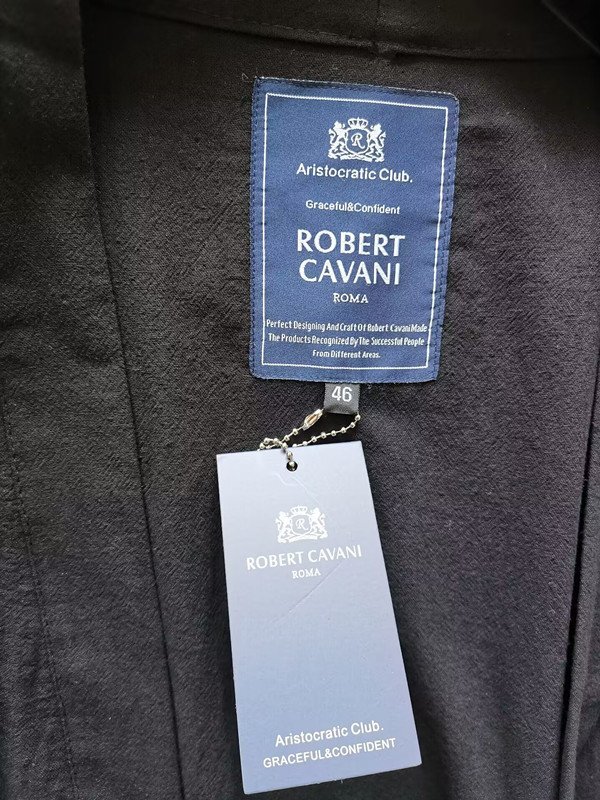 R
Aristocratic Club.
Graceful&Confident
ROBERT
CAVANI
ROMA
Perfect Designing And Craft Of Robert Cavani Made
The Products Recognized By The Successful People
From Different Areas.
46
R
ROBERT CAVANI
ROMA
Aristocratic Club.
GRACEFUL&CONFIDENT